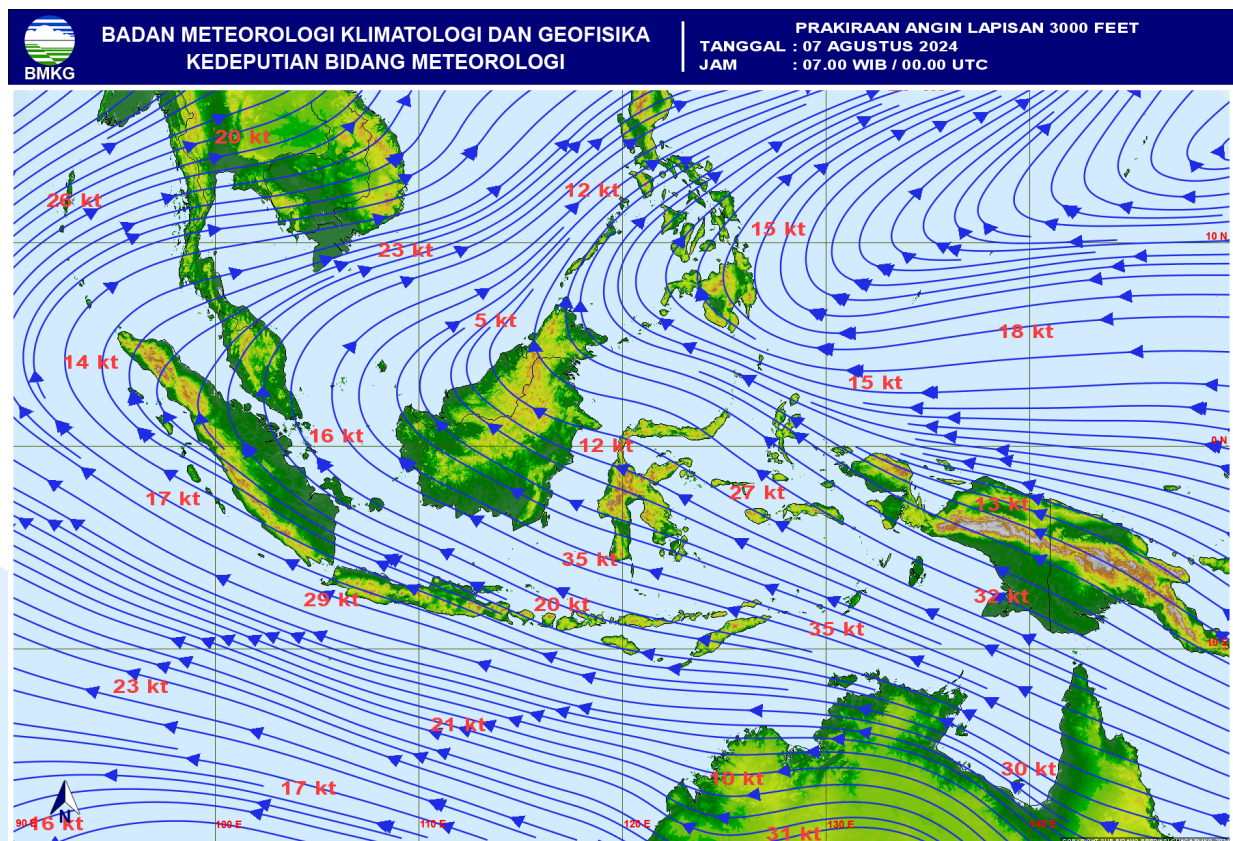 BMKG
BADAN METEOROLOGI KLIMATOLOGI DAN GEOFISIKA
KEDEPUTIAN BIDANG METEOROLOGI
PRAKIRAAN ANGIN LAPISAN 3000 FEET
TANGGAL : 07 AGUSTUS 2024
JAM : 07.00 WIB / 00.00 UTC
20 kt
26 kt
12 kt
15 kt
23 kt
10 N
5 kt
18 kt
14 kt
15 kt
16 kt
12 kt
0 N
17 kt
27 kt
13 kt
35 kt
29 kt
20 kt
32 kt
35 kt
10 S
23 kt
21 kt
30 kt
10 kt
17 kt
N
90 E
16 kt
100 E
110 E
120 E
130 E
31 kt
140 E